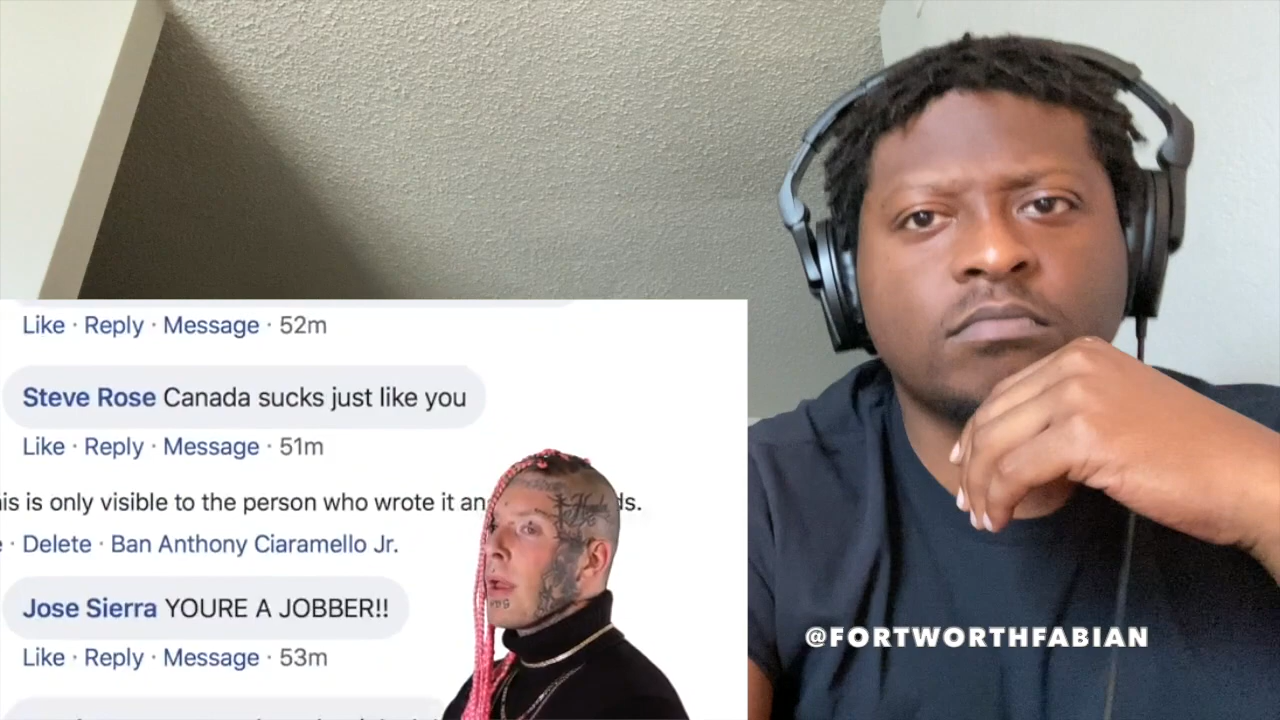 Like · Reply · Message · 52m
Steve Rose Canada sucks just like you
Like · Reply · Message · 51m
is is only visible to the person who wrote it an ds.
· Delete · Ban Anthony Ciaramello Jr.
Jose Sierra YOURE A JOBBER!!
Like · Reply · Message · 53m
@FORTWORTHFABIAN